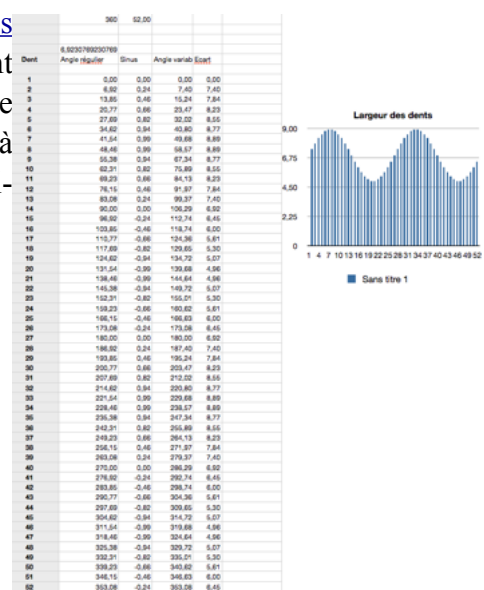 s
t
e
à
-
360 52,00
6,9230769230769
Dent Angle régulier Sinus Angle variab Ecart
1 0,00 0,00 0,00 0,00
2 6,92 0,24 7,40 7,40
3 13,85 0,46 15,24 7,84
4 20,77 0,66 23,47 8,23
5 27,69 0,82 32,02 8,55
6 34,62 0,94 40,80 8,77
7 41,54 0,99 49,68 8,89
8 48,46 0,99 58,57 8,89
9 55,38 0,94 67,34 8,77
10 62,31 0,82 75,89 8,55
11 69,23 0,66 84,13 8,23
12 76,15 0,46 91,97 7,84
13 83,08 0,24 99,37 7,40
14 90,00 0,00 106,29 6,92
15 96,92 -0,24 112,74 6,45
16 103,85 -0,46 118,74 6,00
17 110,77 -0,66 124,36 5,61
18 117,69 -0,82 129,65 5,30
19 124,62 -0,94 134,72 5,07
20 131,54 -0,99 139,68 4,96
21 138,46 -0,99 144,64 4,96
22 145,38 -0,94 149,72 5,07
23 152,31 -0,82 155,01 5,30
24 159,23 -0,66 160,62 5,61
25 166,15 -0,46 166,63 6,00
26 173,08 -0,24 173,08 6,45
27 180,00 0,00 180,00 6,92
28 186,92 0,24 187,40 7,40
29 193,85 0,46 195,24 7,84
30 200,77 0,66 203,47 8,23
31 207,69 0,82 212,02 8,55
32 214,62 0,94 220,80 8,77
33 221,54 0,99 229,68 8,89
34 228,46 0,99 238,57 8,89
35 235,38 0,94 247,34 8,77
36 242,31 0,82 255,89 8,55
37 249,23 0,66 264,13 8,23
38 256,15 0,46 271,97 7,84
39 263,08 0,24 279,37 7,40
40 270,00 0,00 286,29 6,92
41 276,92 -0,24 292,74 6,45
42 283,85 -0,46 298,74 6,00
43 290,77 -0,66 304,36 5,61
44 297,69 -0,82 309,65 5,30
45 304,62 -0,94 314,72 5,07
46 311,54 -0,99 319,68 4,96
47 318,46 -0,99 324,64 4,96
48 325,38 -0,94 329,72 5,07
49 332,31 -0,82 335,01 5,30
50 339,23 -0,66 340,62 5,61
51 346,15 -0,46 346,63 6,00
52 353,08 -0,24 353,08 6,45
Largeur des dents
9,00
6,75
4,50
2,25
0
1 4 7 10 13 16 19 22 25 28 31 34 37 40 43 46 49 52
Sans titre 1